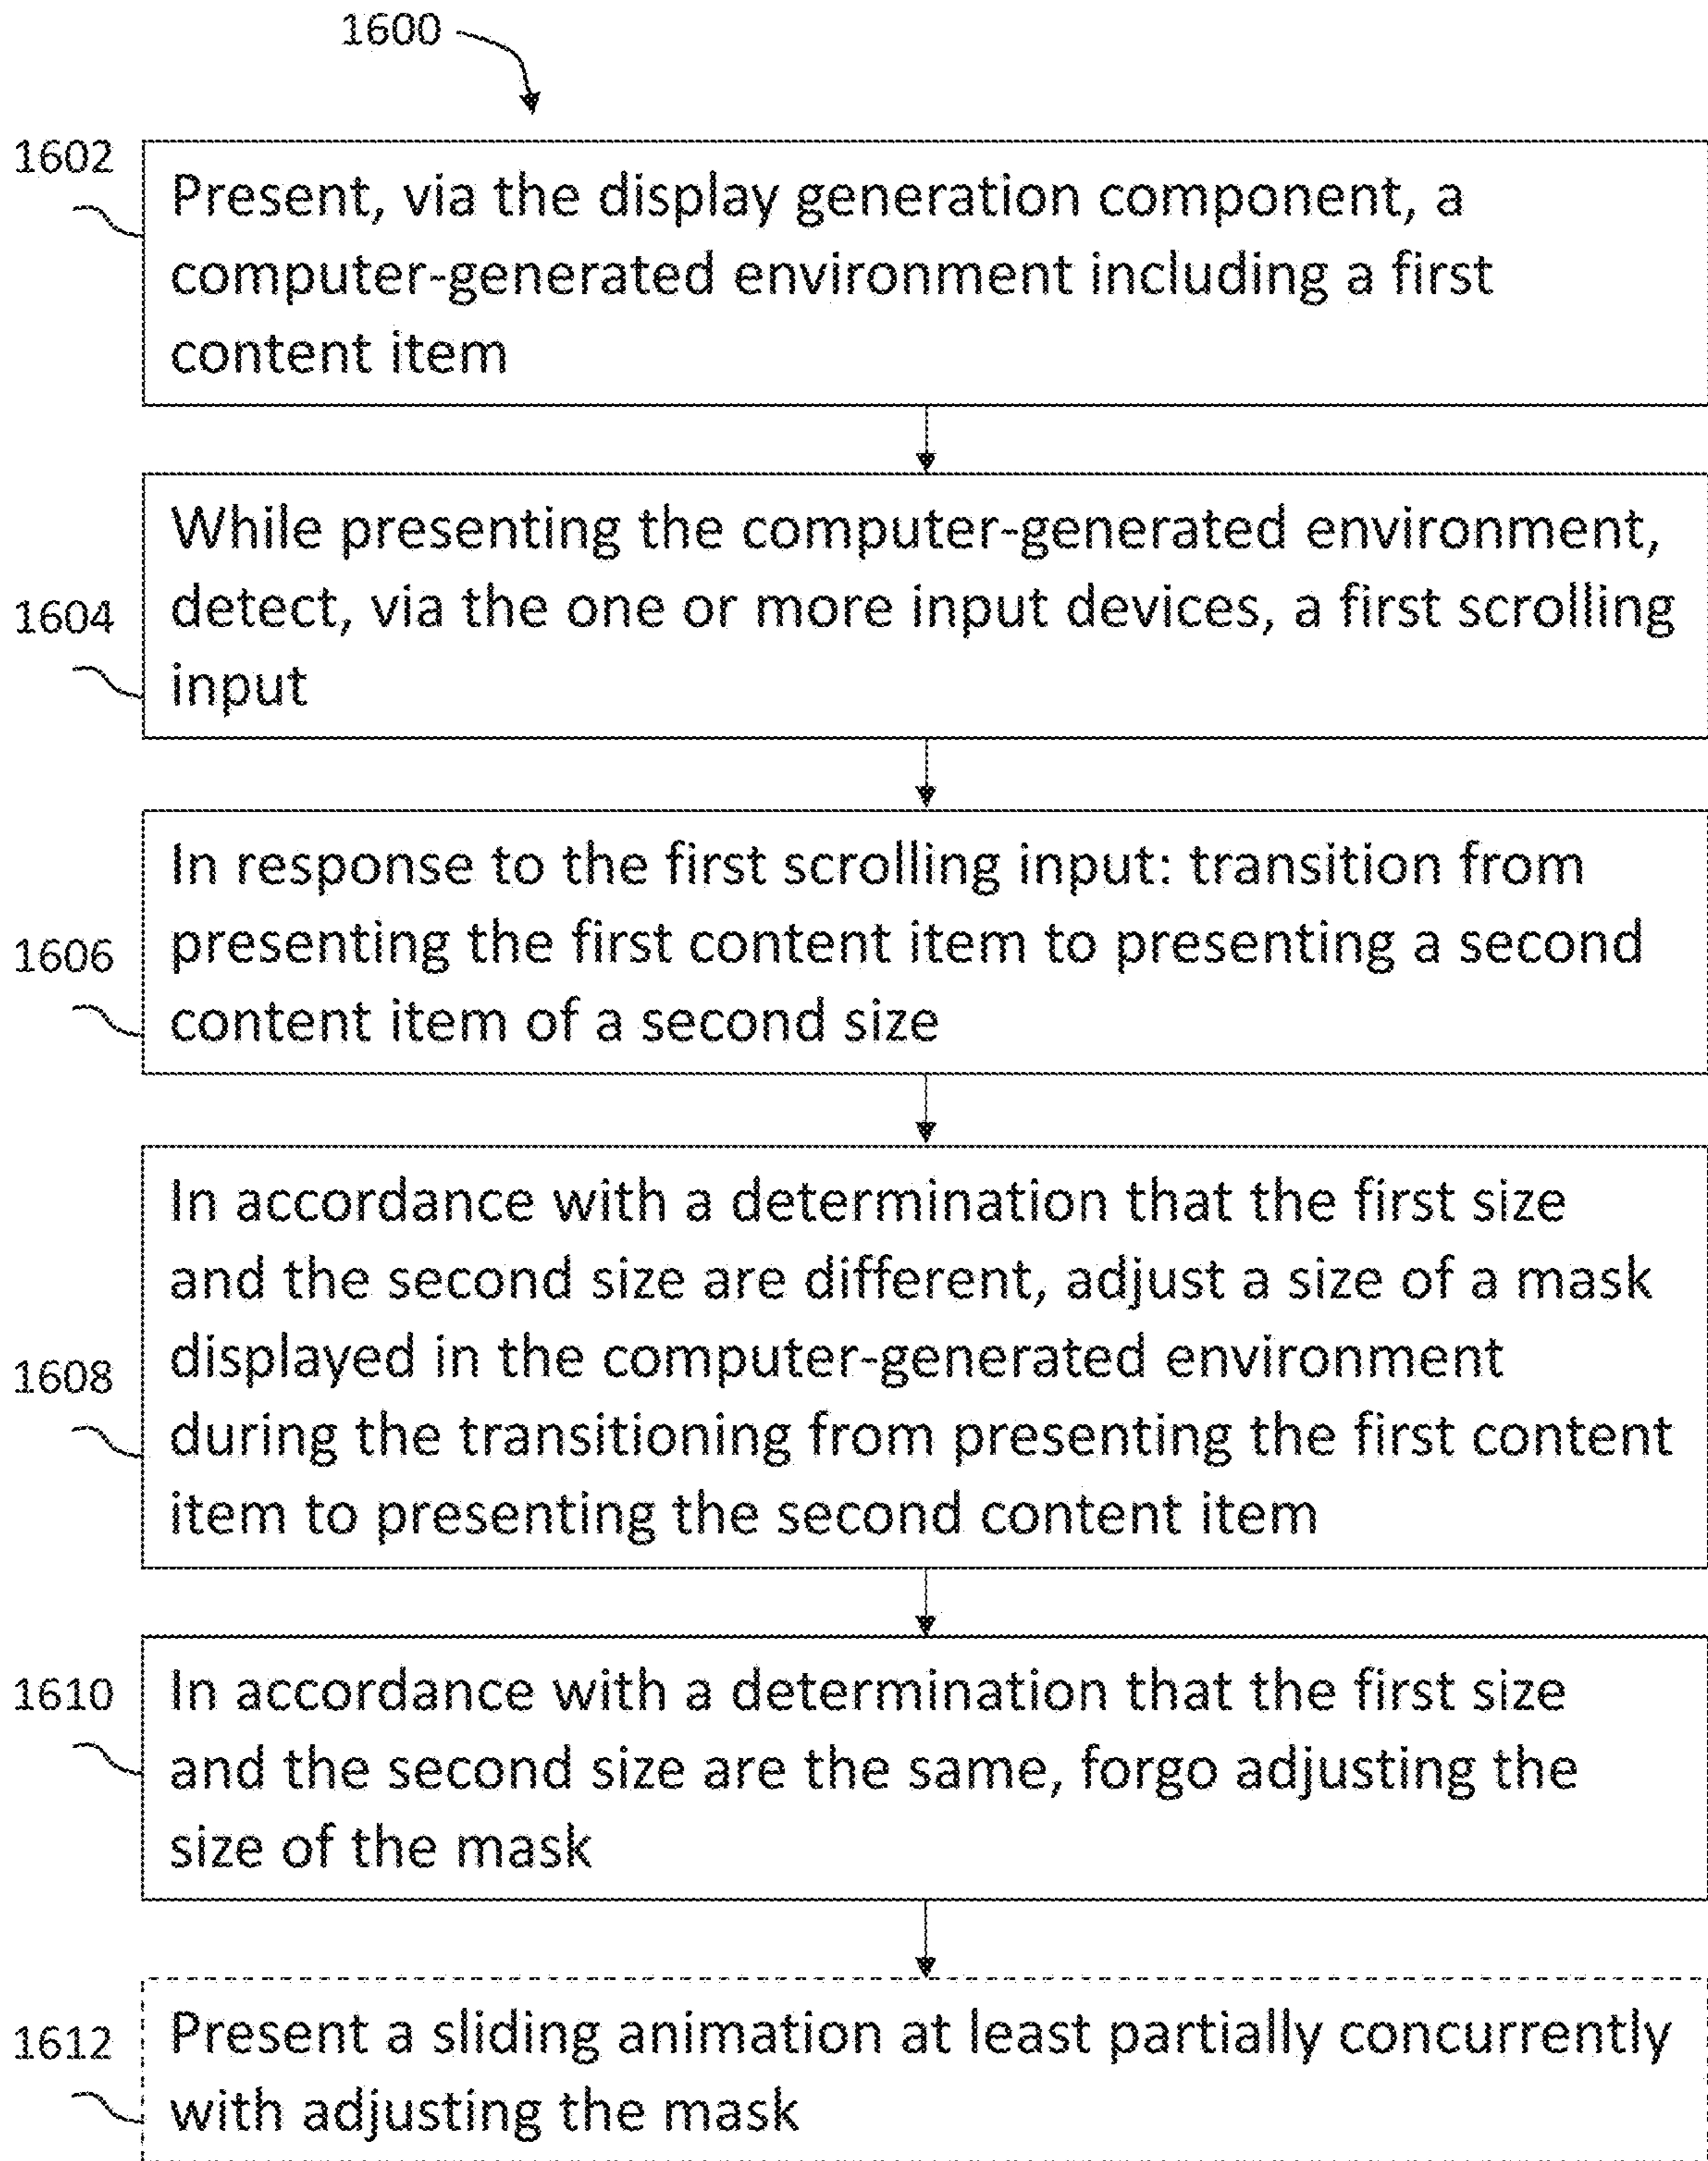 1600
1602
Present, via the display generation component, a
computer-generated environment including a first
content item
1604
While presenting the computer-generated environment,
detect, via the one or more input devices, a first scrolling
input
1606
In response to the first scrolling input: transition from
presenting the first content item to presenting a second
content item of a second size
1608
In accordance with a determination that the first size
and the second size are different, adjust a size of a mask
displayed in the computer-generated environment
during the transitioning from presenting the first content
item to presenting the second content item
1610
In accordance with a determination that the first size
and the second size are the same, forgo adjusting the
size of the mask
1612
Present a sliding animation at least partially concurrently
with adjusting the mask